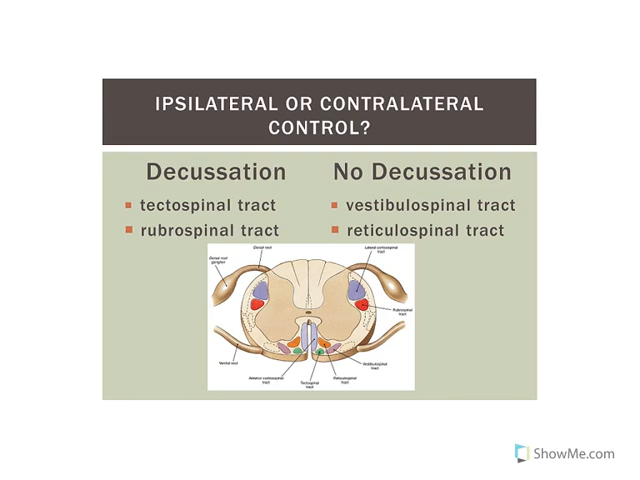 IPSILATERAL OR CONTRALATERAL
CONTROL?
Decussation
No Decussation
tectospinal tract
rubrospinal tract
vestibulospinal tract
reticulospinal tract
Dorsal root
Dorsal root
ganglion
Lateral corticospinal
tract
Rubrospinal
tract
Ventral root
Vestibulospinal
tract
Anterior corticospinal
tract
Reticulospinal
tract
Tectospinal
tract
ShowMe.com